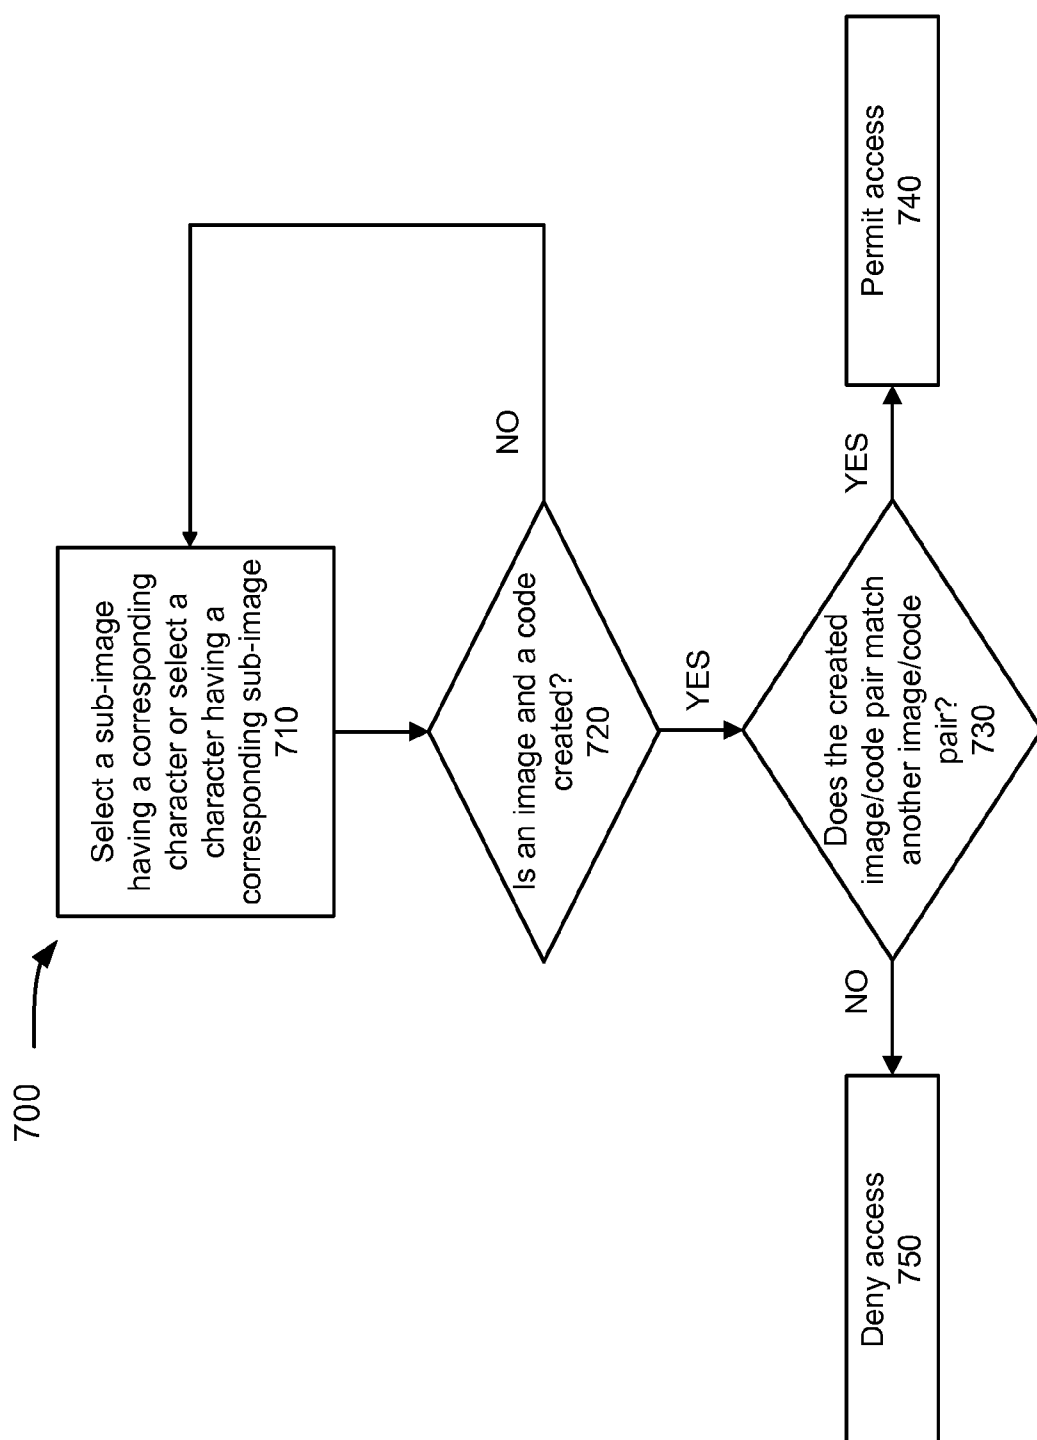 700
Select a sub-image
having a corresponding
character or select a
character having a
corresponding sub-image
710
Is an image and a code
created?
720
NO
YES
Does the created
image/code pair match
another image/code
pair?
730
NO
YES
Deny access
750
Permit access
740